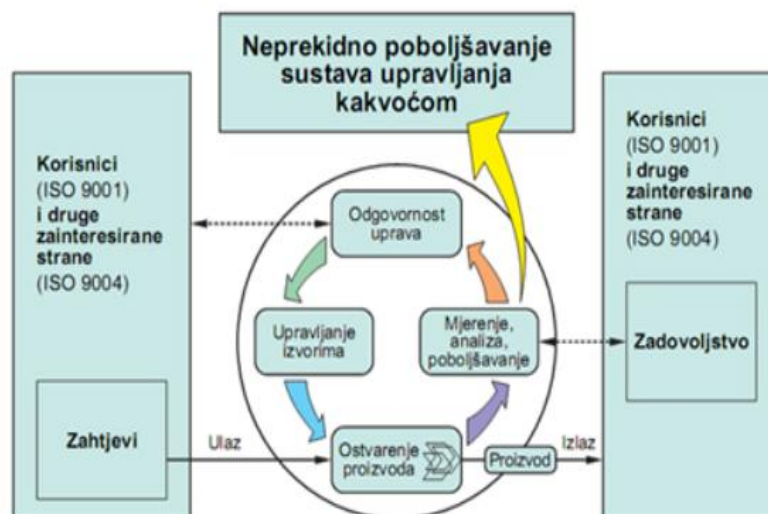 Neprekidno poboljšavanje
sustava upravljanja
kakvoćom
Korisnici
(ISO 9001)
i druge
zainteresirane
strane
(ISO 9004)
Zahtjevi
Ulaz
Odgovornost
uprava
Upravljanje
izvorima
Mjerenje,
analiza,
poboljšavanje
Ostvarenje
proizvoda
Proizvod
Izlaz
Korisnici
(ISO 9001)
i druge
zainteresirane
strane
(ISO 9004)
Zadovoljstvo